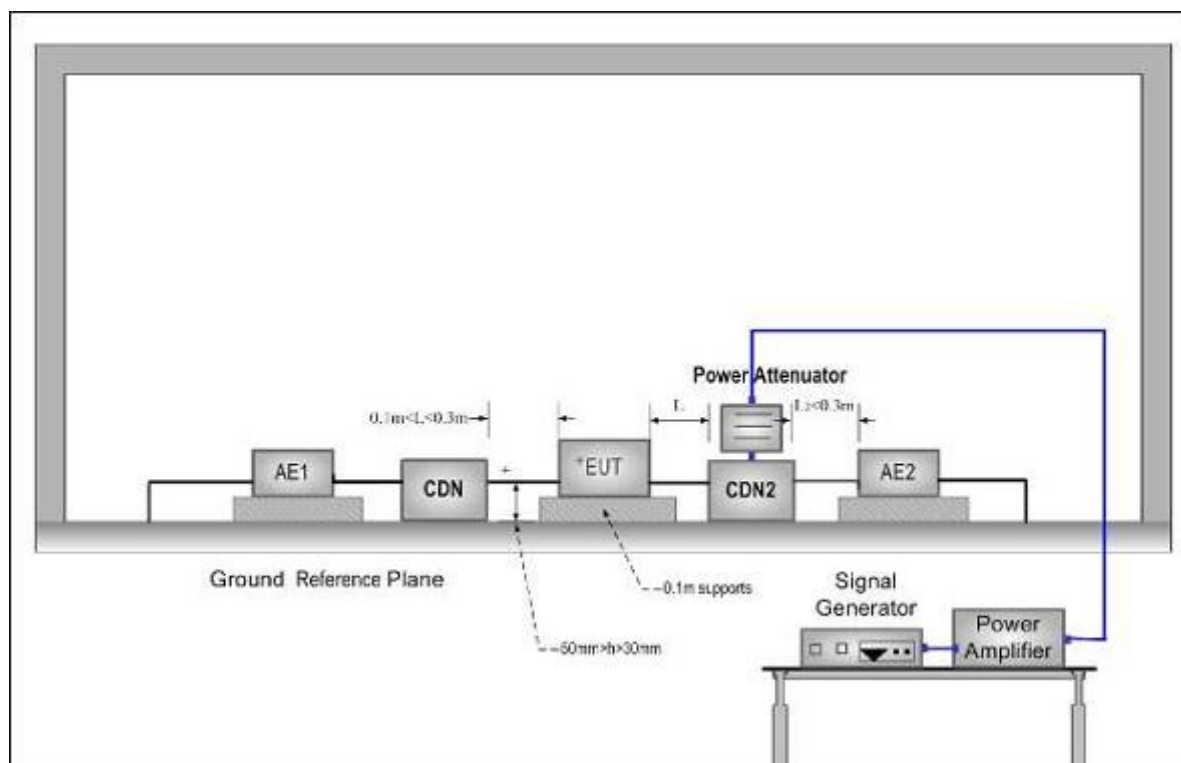 Power Attenuator
0.1m<L<0.3m
L
L2<0.3m
AE1
CDN
+
*EUT
CDN2
AE2
Ground Reference Plane
0.1m supports
50mm>h>30mm
Signal
Generator
Power
Amplifier